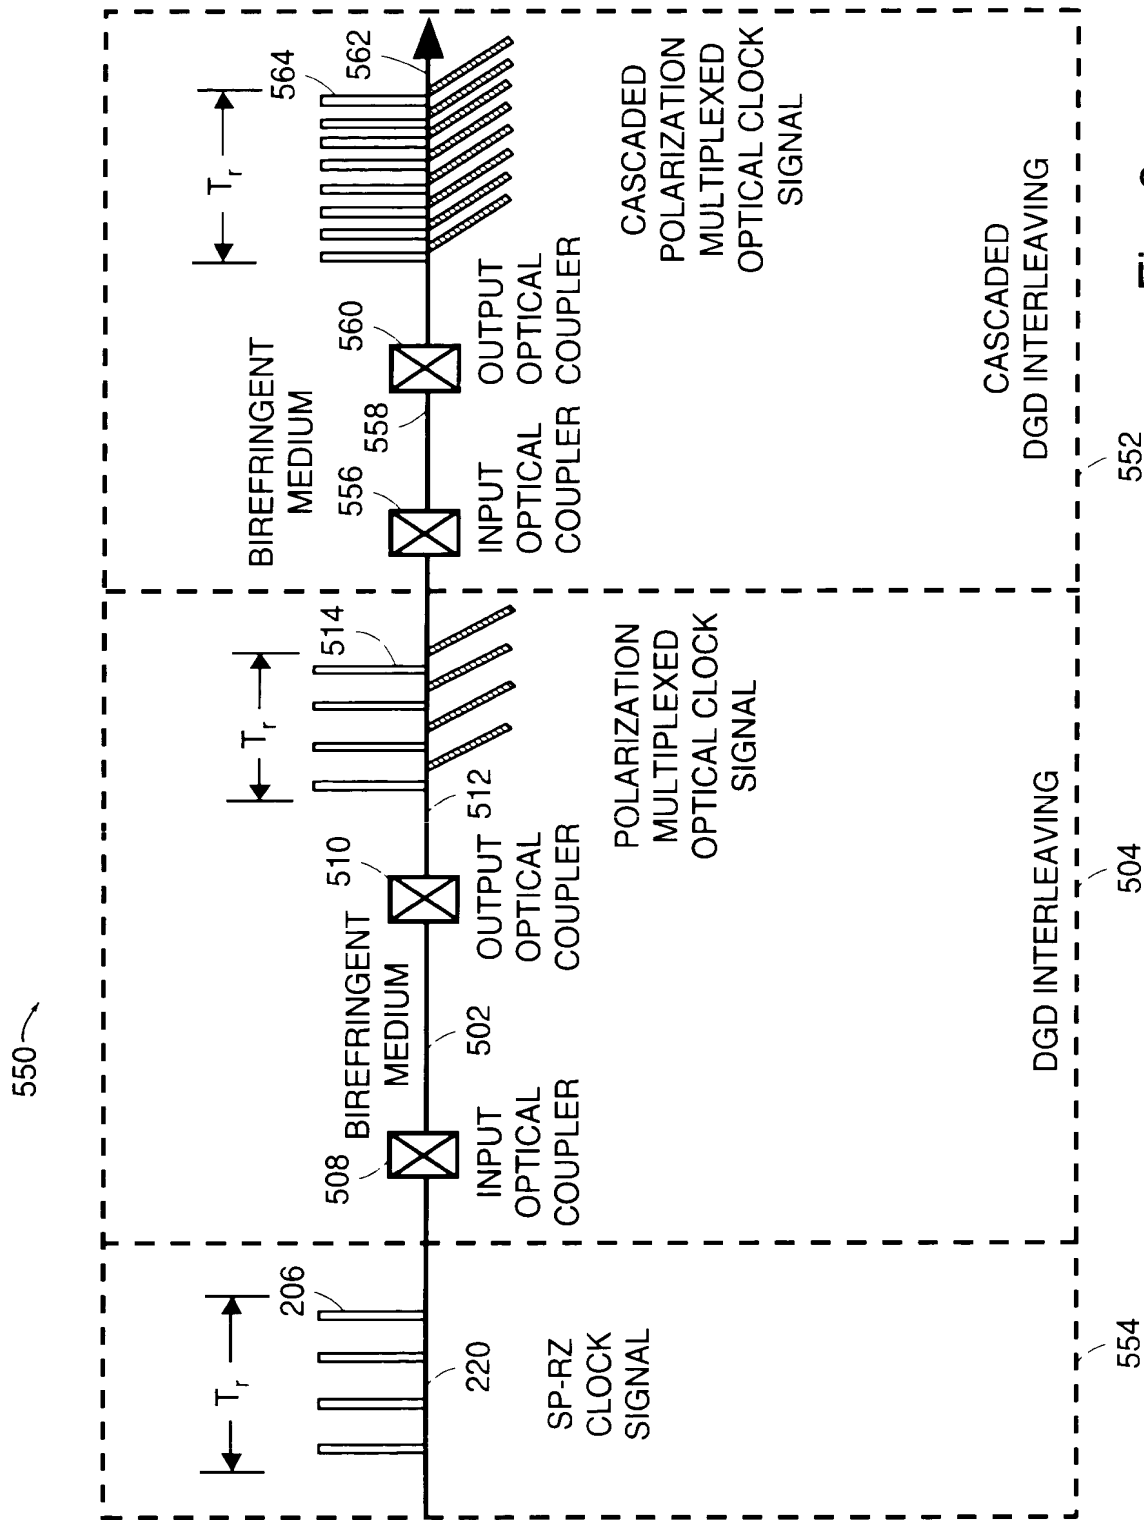 550
T_r
206
220
SP-RZ
CLOCK
SIGNAL
554
BIREFRINGENT
MEDIUM
508
502
510
INPUT
OPTICAL
COUPLER
OUTPUT
OPTICAL
COUPLER
512
T_r
514
POLARIZATION
MULTIPLEXED
OPTICAL CLOCK
SIGNAL
DGD INTERLEAVING
504
BIREFRINGENT
MEDIUM
556
558
560
INPUT
OPTICAL
COUPLER
OUTPUT
OPTICAL
COUPLER
T_r
564
562
CASCADED
POLARIZATION
MULTIPLEXED
OPTICAL CLOCK
SIGNAL
CASCADED
DGD INTERLEAVING
552